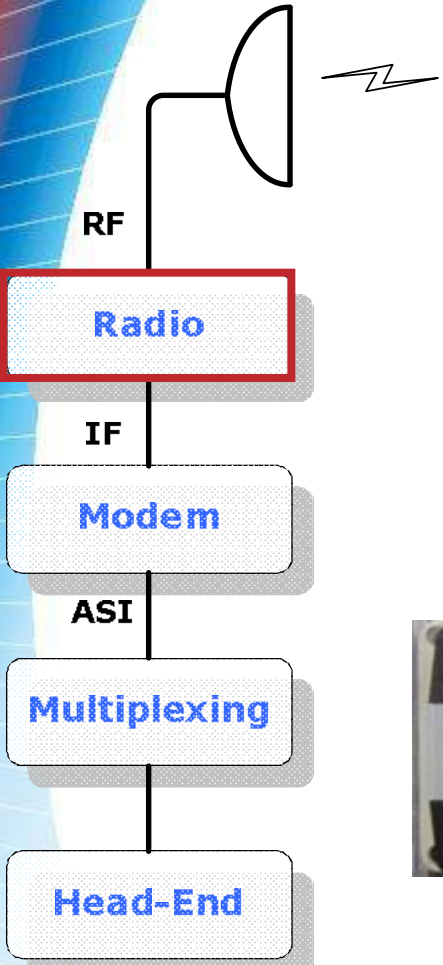 RF
Radio
IF
Modem
ASI
Multiplexing
Head-End